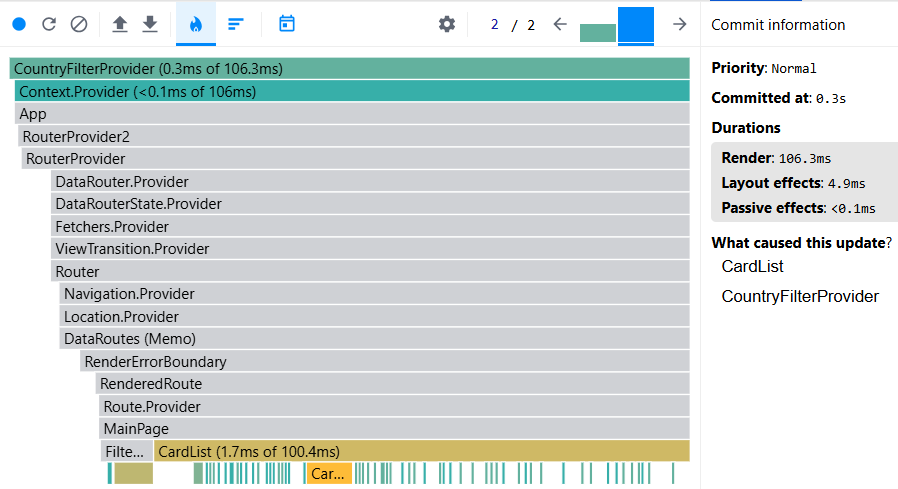 2 / 2
Commit information
CountryFilterProvider (0.3ms of 106.3ms)
Context.Provider (<0.1ms of 106ms)
App
RouterProvider2
RouterProvider
DataRouter.Provider
DataRouterState.Provider
Fetchers.Provider
ViewTransition.Provider
Router
Navigation.Provider
Location.Provider
DataRoutes (Memo)
RenderErrorBoundary
RenderedRoute
Route.Provider
MainPage
Filte... CardList (1.7ms of 100.4ms)
Car...
Priority: Normal
Committed at: 0.3s
Durations
Render: 106.3ms
Layout effects: 4.9ms
Passive effects: <0.1ms
What caused this update?
CardList
CountryFilterProvider